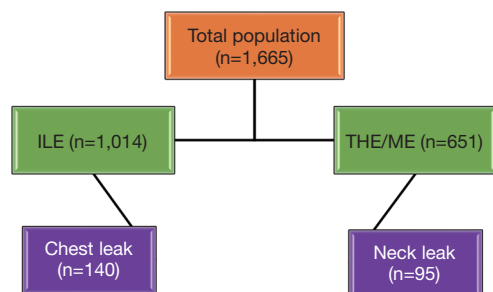 Total population
(n=1,665)
ILE (n=1,014)
THE/ME (n=651)
Chest leak
(n=140)
Neck leak
(n=95)